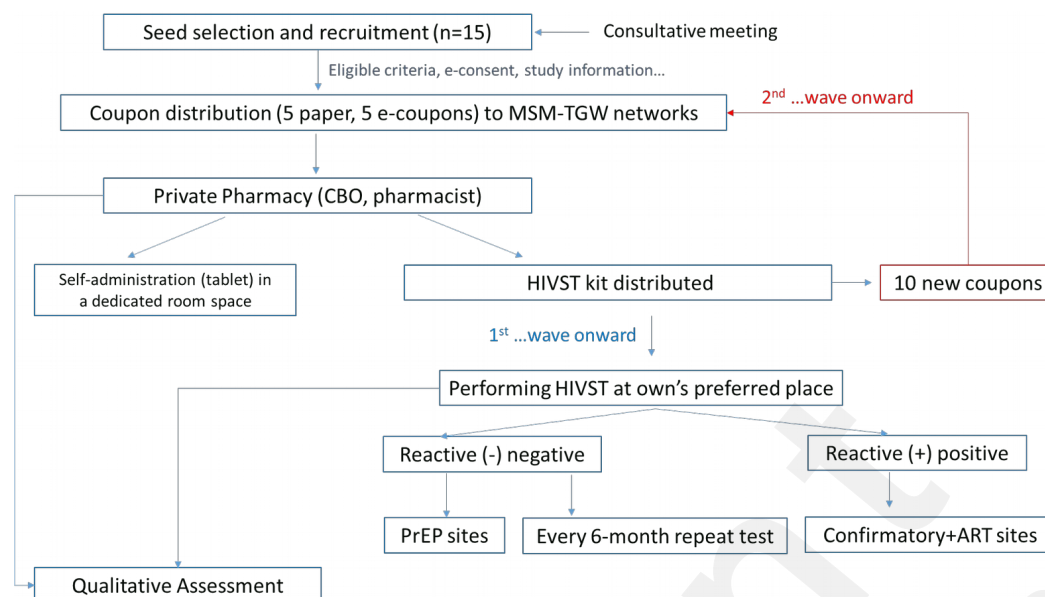 Seed selection and recruitment (n=15)
Consultative meeting
Eligible criteria, e-consent, study information…
Coupon distribution (5 paper, 5 e-coupons) to MSM-TGW networks
2nd …wave onward
Private Pharmacy (CBO, pharmacist)
Self-administration (tablet) in
a dedicated room space
HIVST kit distributed
10 new coupons
1st …wave onward
Performing HIVST at own's preferred place
Reactive (-) negative
Reactive (+) positive
PrEP sites
Every 6-month repeat test
Confirmatory+ART sites
Qualitative Assessment